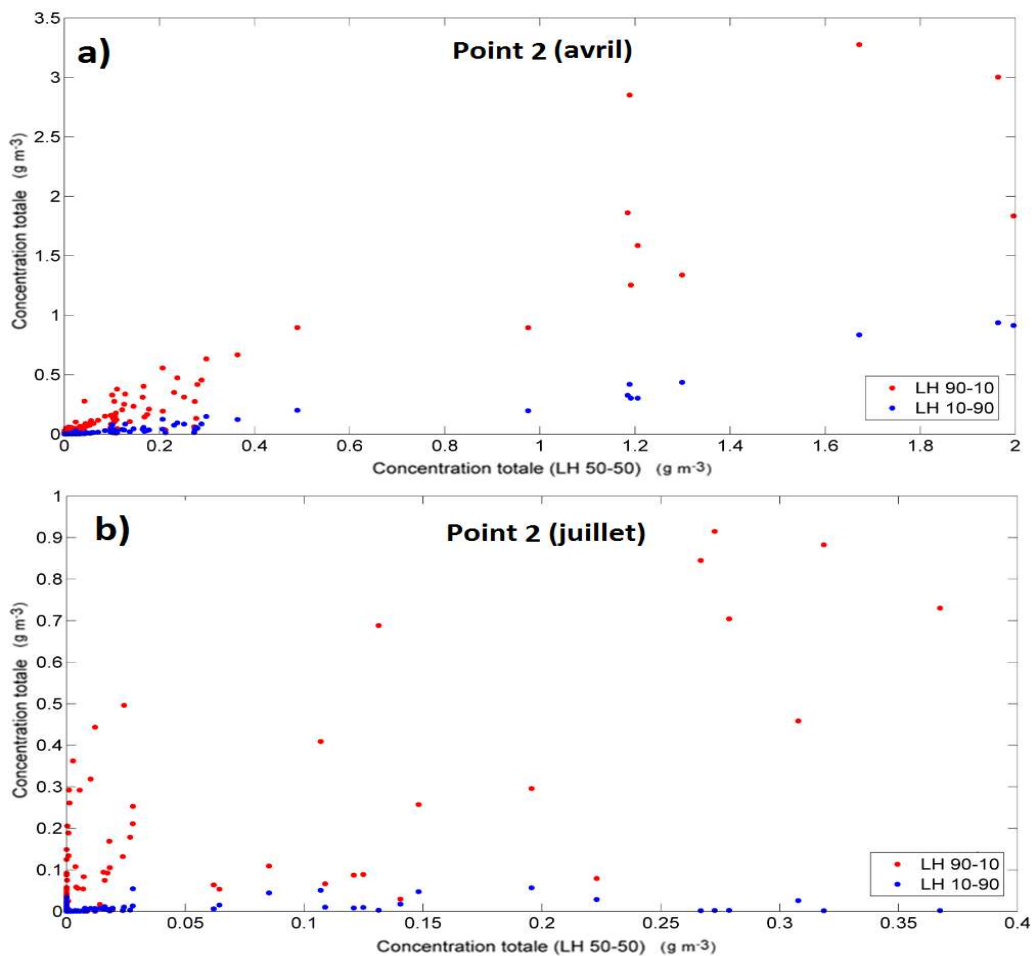 a)
Point 2 (avril)
3.5
3
2.5
2
1.5
1
0.5
0
Concentration totale (g m-3)
LH 90-10
LH 10-90
0 0.2 0.4 0.6 0.8 1 1.2 1.4 1.6 1.8 2
Concentration totale (LH 50-50) (g m-3)
b)
Point 2 (juillet)
1
0.9
0.8
0.7
0.6
0.5
0.4
0.3
0.2
0.1
0
Concentration totale (g m-3)
LH 90-10
LH 10-90
0 0.05 0.1 0.15 0.2 0.25 0.3 0.35 0.4
Concentration totale (LH 50-50) (g m-3)